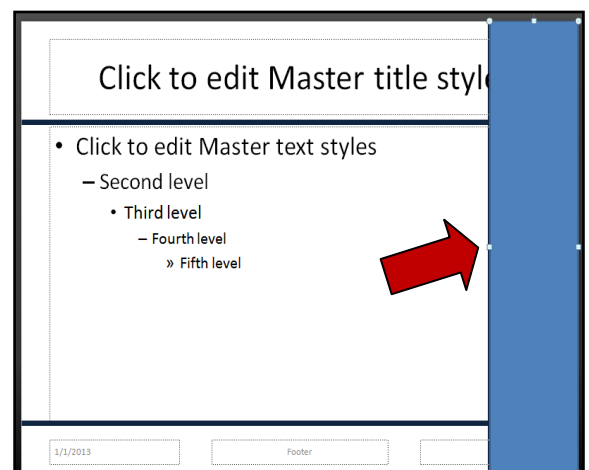 Click to edit Master title style
• Click to edit Master text styles
– Second level
• Third level
– Fourth level
» Fifth level
1/1/2013 Footer